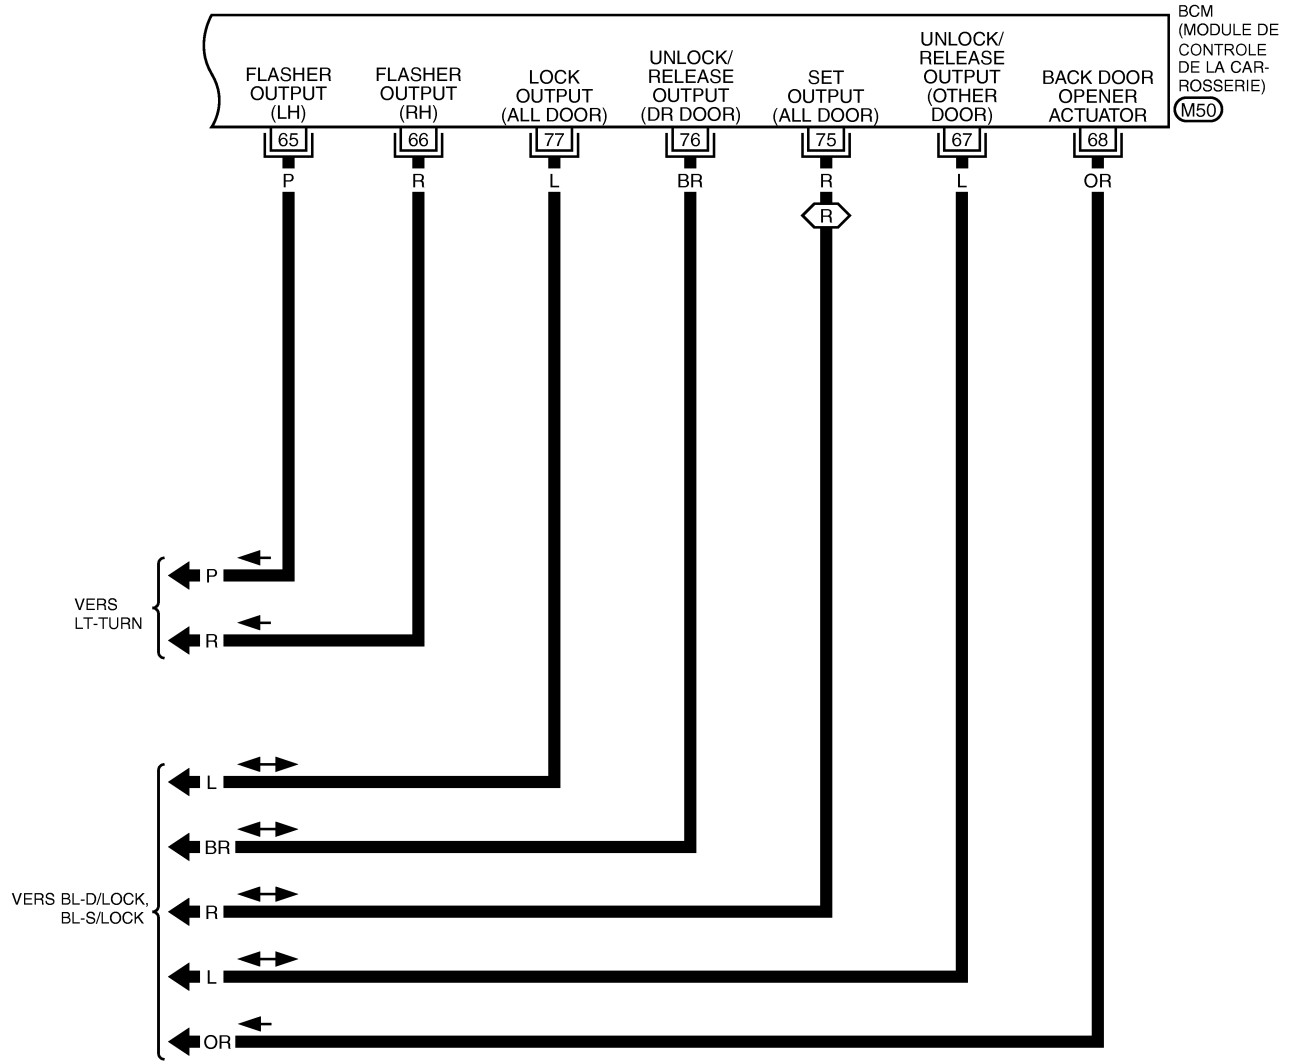 BCM
(MODULE DE
CONTROLE
DE LA CAR-
ROSSERIE)
M50
FLASHER
OUTPUT
(LH)
FLASHER
OUTPUT
(RH)
LOCK
OUTPUT
(ALL DOOR)
UNLOCK/
RELEASE
OUTPUT
(DR DOOR)
SET
OUTPUT
(ALL DOOR)
UNLOCK/
RELEASE
OUTPUT
(OTHER
DOOR)
BACK DOOR
OPENER
ACTUATOR
65
66
77
76
75
67
68
P
R
L
BR
R
L
OR
R
VERS
LT-TURN
P
R
VERS BL-D/LOCK,
BL-S/LOCK
L
BR
R
L
OR